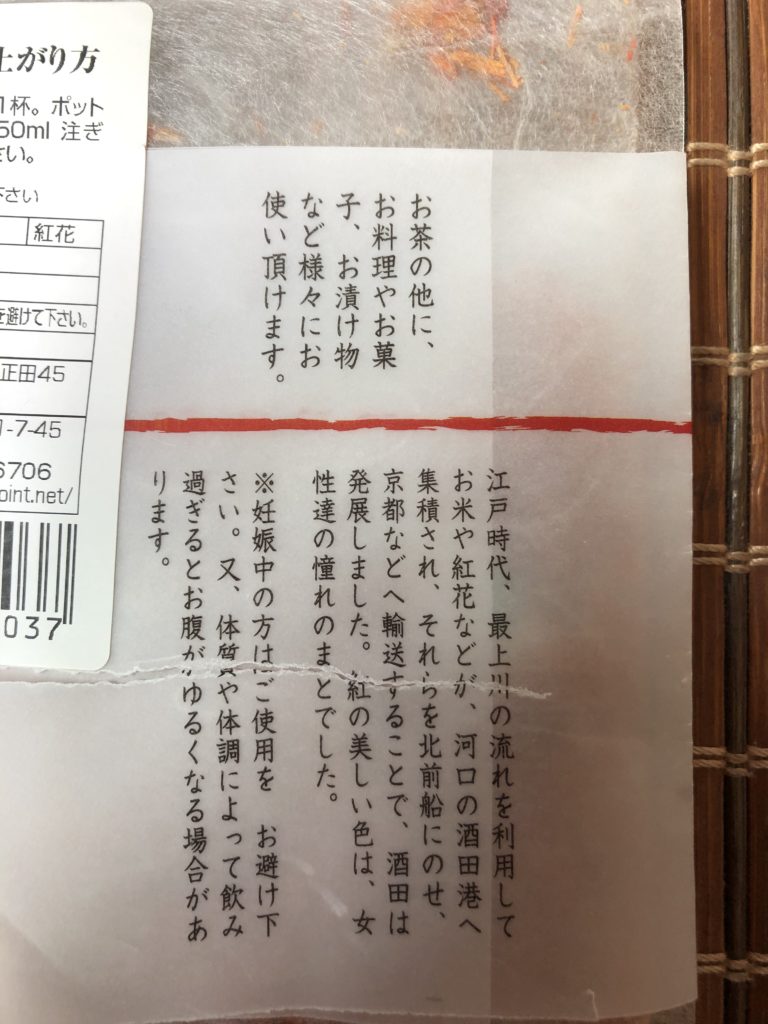 上がり方
1杯。ポット
50ml 注ぎ
さい。
下さい
紅花
を避けて下さい。
正田45
1-7-45
6706
oint.net/
037
お茶の他に、
お料理やお菓
子、お漬け物
など様々にお
使い頂けます。
江戸時代、最上川の流れを利用して
お米や紅花などが、河口の酒田港へ
集積され、それらを北前船にのせ、
京都などへ輸送することで、酒田は
発展しました。紅の美しい色は、女
性達の憧れのまとでした。
※妊娠中の方はご使用を　お避け下
さい。又、体質や体調によって飲み
過ぎるとお腹がゆるくなる場合があ
ります。